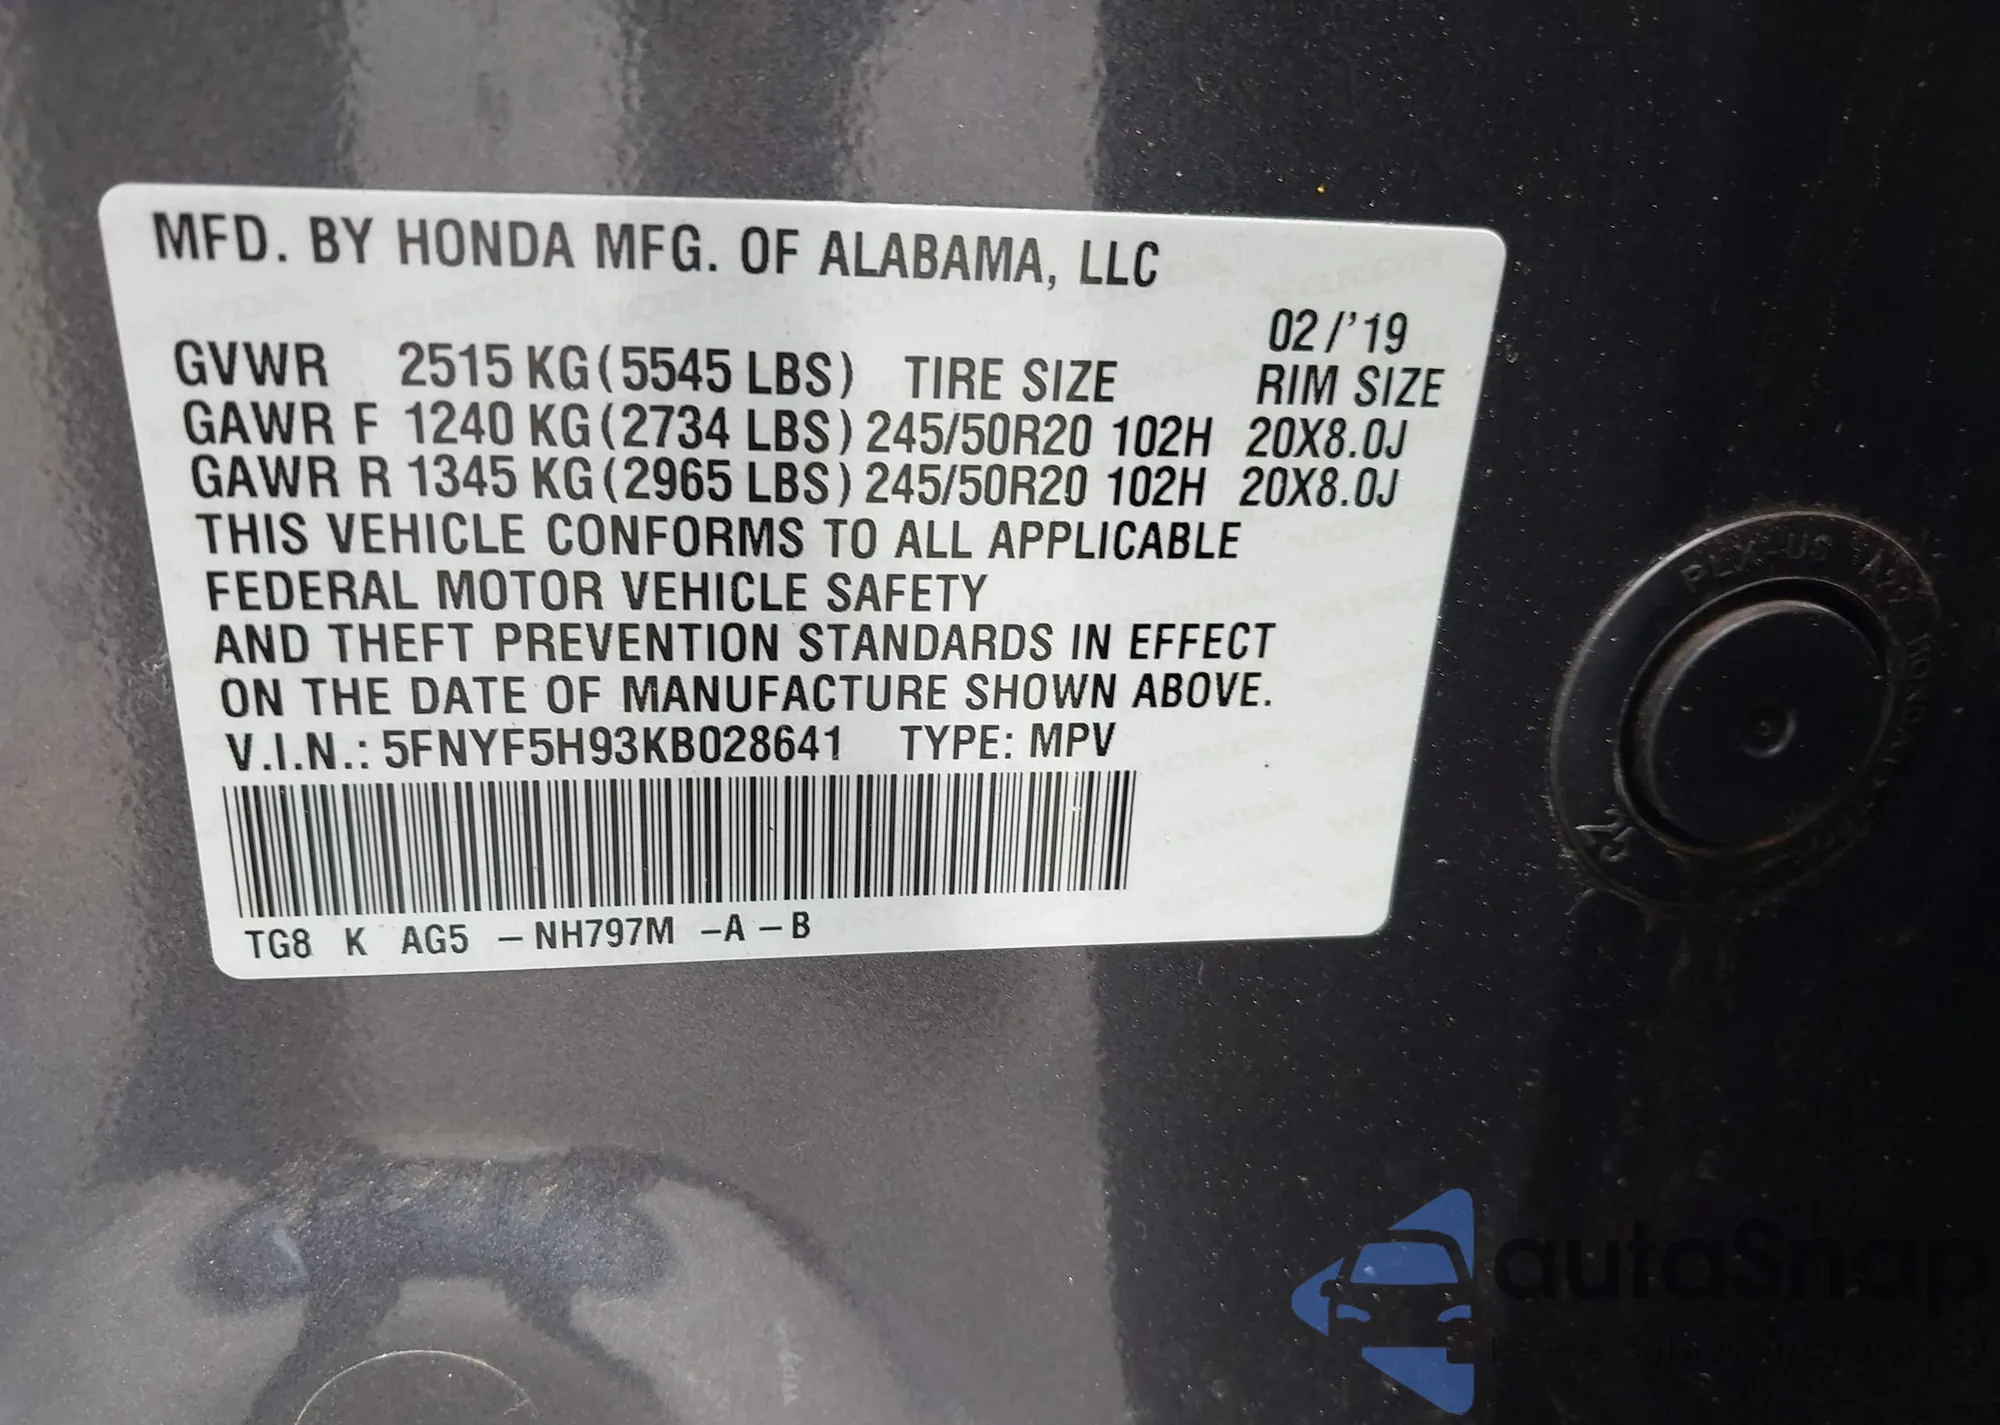 MFD. BY HONDA MFG. OF ALABAMA, LLC
02/'19
GVWR 2515 KG(5545 LBS) TIRE SIZE RIM SIZE
GAWR F 1240 KG(2734 LBS) 245/50R20 102H 20X8.0J
GAWR R 1345 KG(2965 LBS) 245/50R20 102H 20X8.0J
THIS VEHICLE CONFORMS TO ALL APPLICABLE
FEDERAL MOTOR VEHICLE SAFETY
AND THEFT PREVENTION STANDARDS IN EFFECT
ON THE DATE OF MANUFACTURE SHOWN ABOVE.
V.I.N.: 5FNYF5H93KB028641 TYPE: MPV
TG8 K AG5 -NH797M -A-B
PLX-US
autaSnap